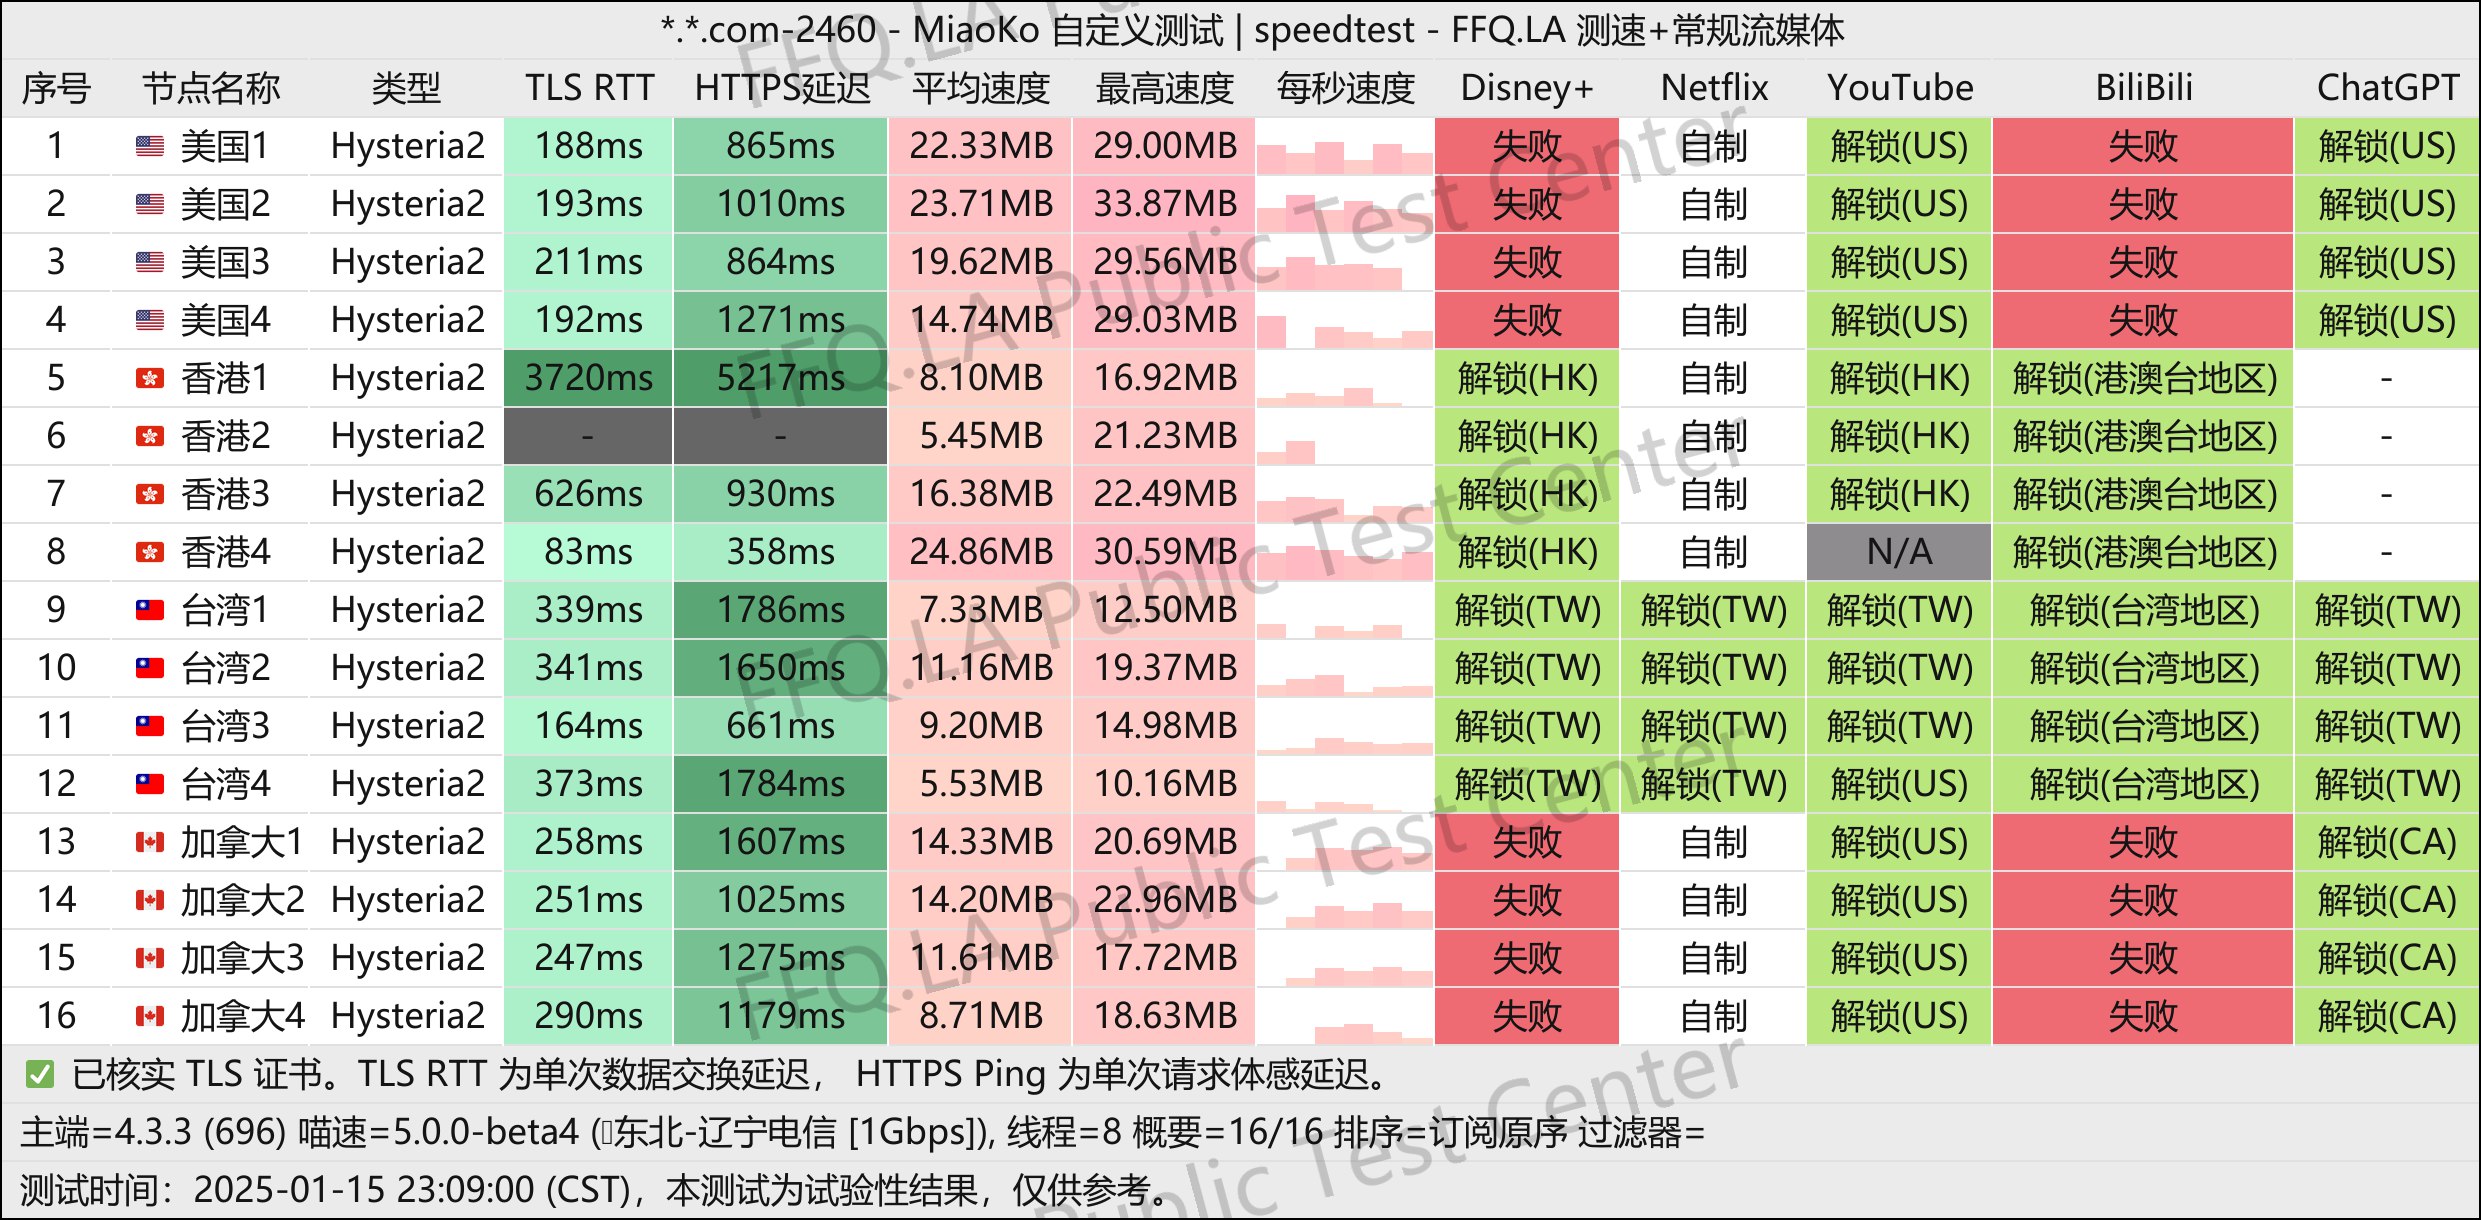 *.*.com-2460 - MiaoKo 自定义测试 | speedtest - FFQ.LA 测速+常规流媒体
序号 节点名称 类型 TLS RTT HTTPS延迟 平均速度 最高速度 每秒速度 Disney+ Netflix YouTube BiliBili ChatGPT
1 美国1 Hysteria2 188ms 865ms 22.33MB 29.00MB 失败 自制 解锁(US) 失败 解锁(US)
2 美国2 Hysteria2 193ms 1010ms 23.71MB 33.87MB 失败 自制 解锁(US) 失败 解锁(US)
3 美国3 Hysteria2 211ms 864ms 19.62MB 29.56MB 失败 自制 解锁(US) 失败 解锁(US)
4 美国4 Hysteria2 192ms 1271ms 14.74MB 29.03MB 失败 自制 解锁(US) 失败 解锁(US)
5 香港1 Hysteria2 3720ms 5217ms 8.10MB 16.92MB 解锁(HK) 自制 解锁(HK) 解锁(港澳台地区) -
6 香港2 Hysteria2 - - 5.45MB 21.23MB 解锁(HK) 自制 解锁(HK) 解锁(港澳台地区) -
7 香港3 Hysteria2 626ms 930ms 16.38MB 22.49MB 解锁(HK) 自制 解锁(HK) 解锁(港澳台地区) -
8 香港4 Hysteria2 83ms 358ms 24.86MB 30.59MB 解锁(HK) 自制 N/A 解锁(港澳台地区) -
9 台湾1 Hysteria2 339ms 1786ms 7.33MB 12.50MB 解锁(TW) 解锁(TW) 解锁(TW) 解锁(台湾地区) 解锁(TW)
10 台湾2 Hysteria2 341ms 1650ms 11.16MB 19.37MB 解锁(TW) 解锁(TW) 解锁(TW) 解锁(台湾地区) 解锁(TW)
11 台湾3 Hysteria2 164ms 661ms 9.20MB 14.98MB 解锁(TW) 解锁(TW) 解锁(TW) 解锁(台湾地区) 解锁(TW)
12 台湾4 Hysteria2 373ms 1784ms 5.53MB 10.16MB 解锁(TW) 解锁(TW) 解锁(US) 解锁(台湾地区) 解锁(TW)
13 加拿大1 Hysteria2 258ms 1607ms 14.33MB 20.69MB 失败 自制 解锁(US) 失败 解锁(CA)
14 加拿大2 Hysteria2 251ms 1025ms 14.20MB 22.96MB 失败 自制 解锁(US) 失败 解锁(CA)
15 加拿大3 Hysteria2 247ms 1275ms 11.61MB 17.72MB 失败 自制 解锁(US) 失败 解锁(CA)
16 加拿大4 Hysteria2 290ms 1179ms 8.71MB 18.63MB 失败 自制 解锁(US) 失败 解锁(CA)
✅ 已核实 TLS 证书。TLS RTT 为单次数据交换延迟， HTTPS Ping 为单次请求体感延迟。
主端=4.3.3 (696) 喵速=5.0.0-beta4 (东北-辽宁电信 [1Gbps]), 线程=8 概要=16/16 排序=订阅原序 过滤器=
测试时间：2025-01-15 23:09:00 (CST)，本测试为试验性结果，仅供参考。
FFQ.LA Public Test Center
FFQ.LA Public Test Center
FFQ.LA Public Test Center
FFQ.LA Public Test Center